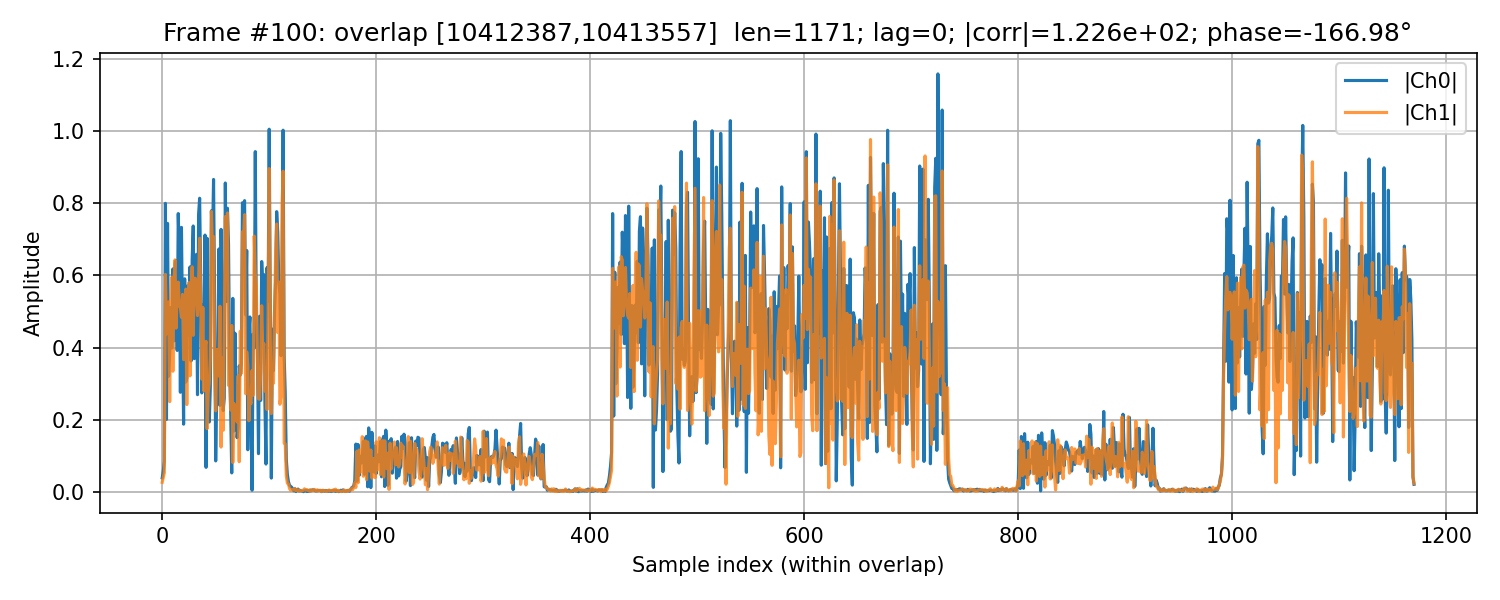 Frame #100: overlap [10412387,10413557]  len=1171; lag=0; |corr|=1.226e+02; phase=-166.98°
|Ch0|
|Ch1|
Amplitude
1.2
1.0
0.8
0.6
0.4
0.2
0.0
0 200 400 600 800 1000 1200
Sample index (within overlap)